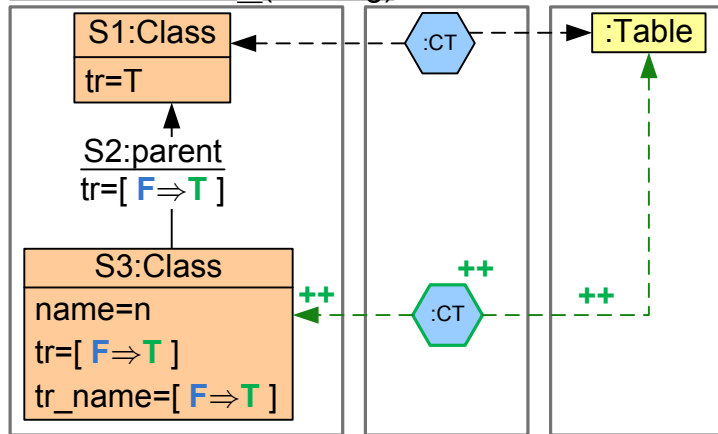 S1:Class
tr=T
:CT
:Table
S2:parent
tr=[ F⇒T ]
S3:Class
name=n
tr=[ F⇒T ]
tr_name=[ F⇒T ]
++
++
:CT
++